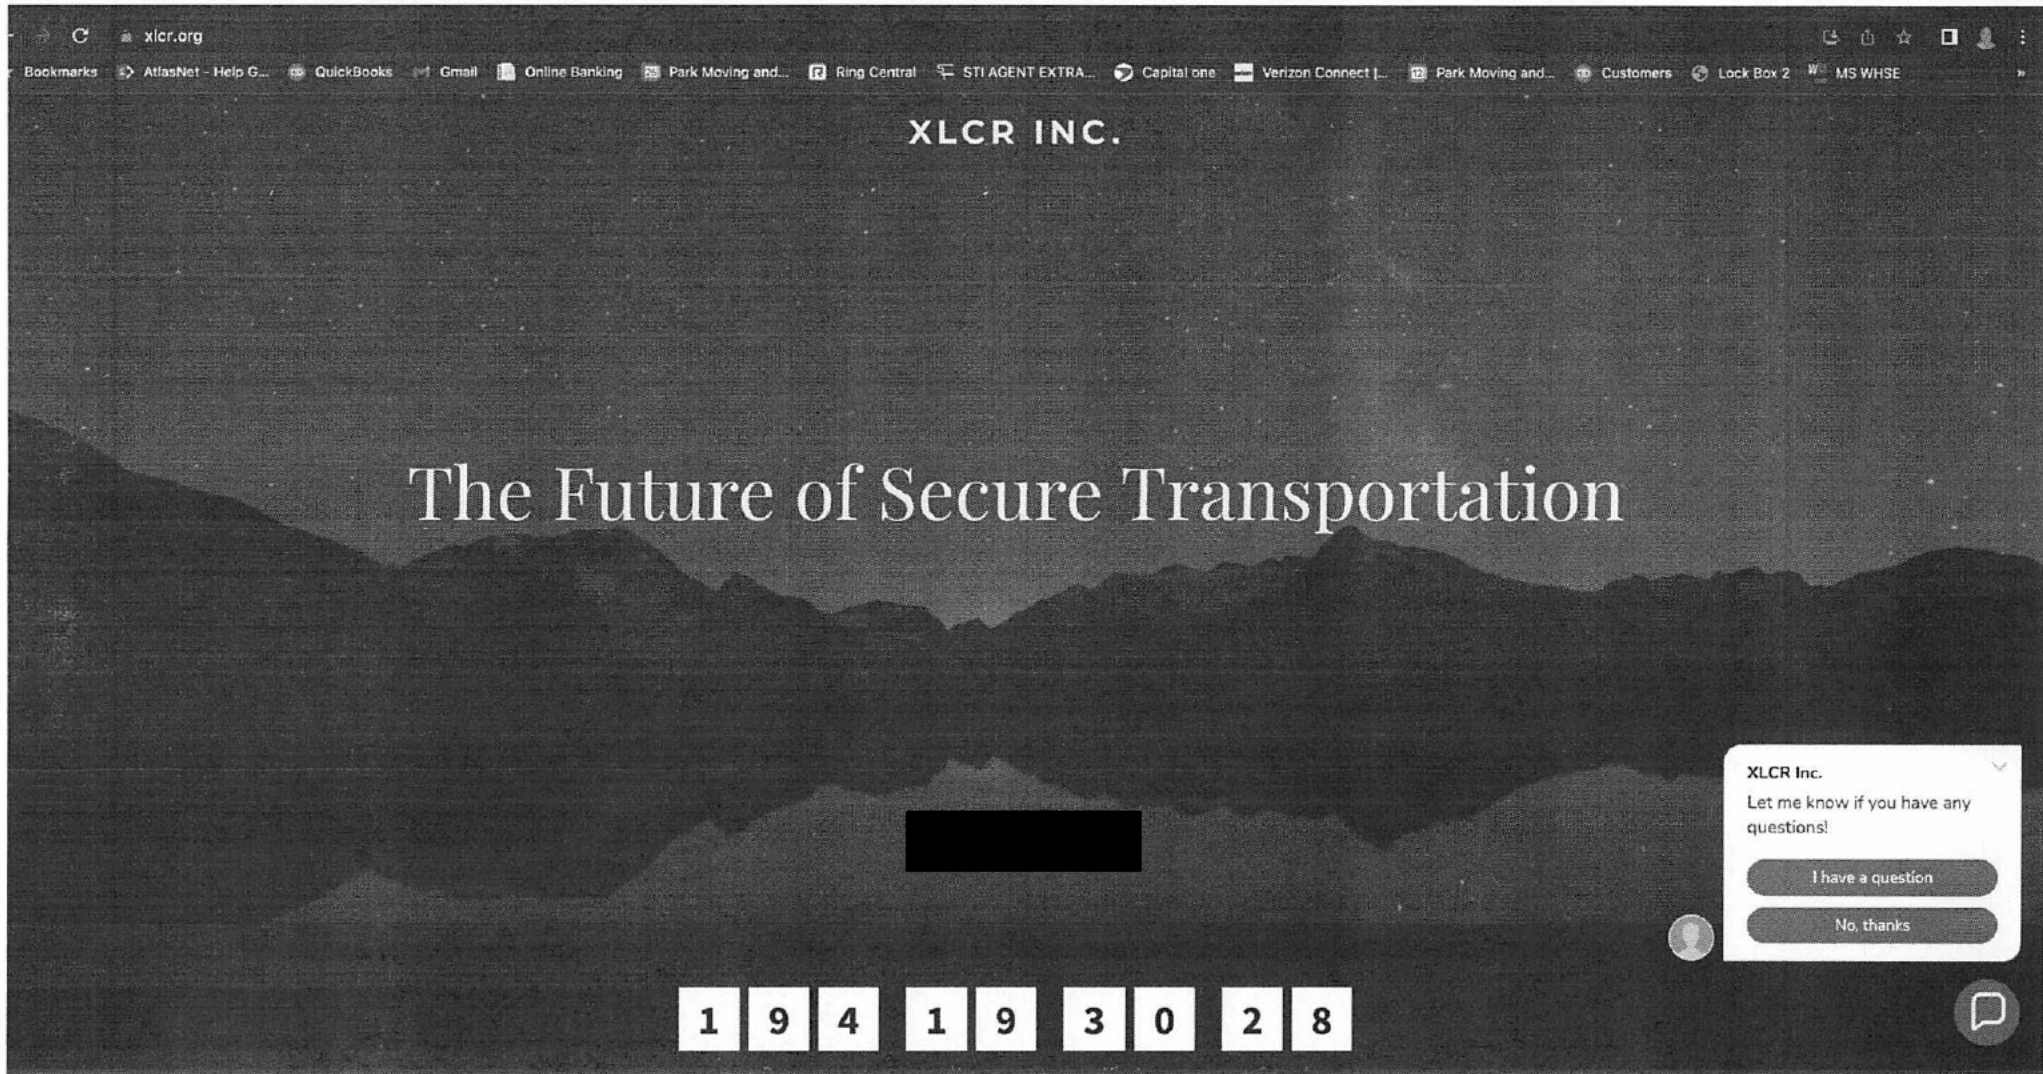 xlcr.org
Bookmarks AtlasNet - Help G... QuickBooks Gmail Online Banking Park Moving and... Ring Central STI AGENT EXTRA... Capital one Verizon Connect |... Park Moving and... Customers Lock Box 2 MS WHSE »
XLCR INC.
The Future of Secure Transportation
XLCR Inc.
Let me know if you have any
questions!
I have a question
No, thanks
1 9 4 1 9 3 0 2 8